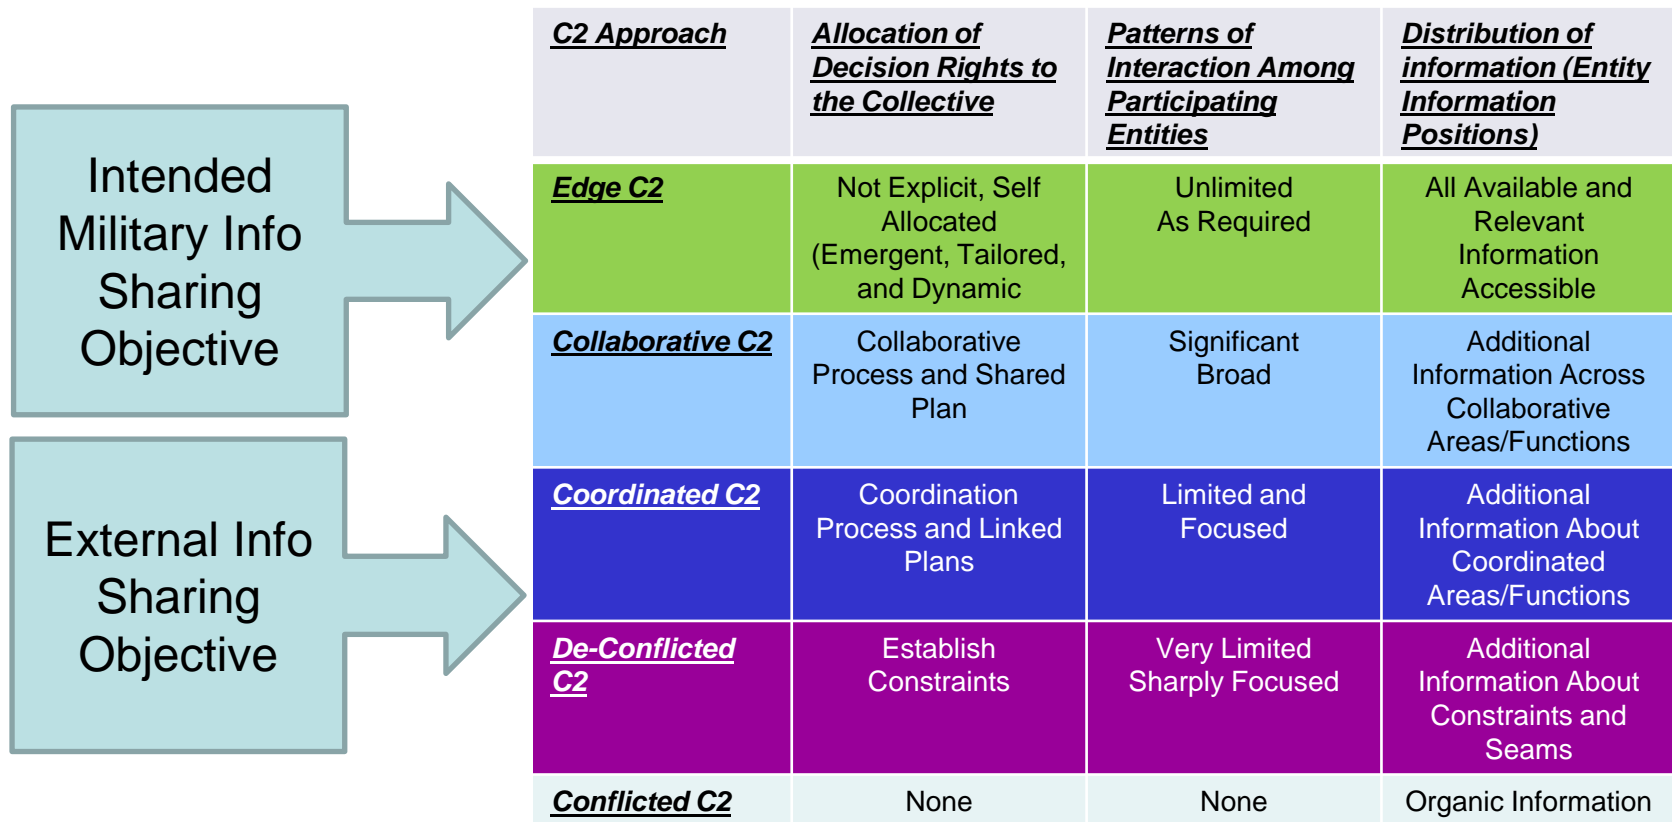 Intended
Military Info
Sharing
Objective
External Info
Sharing
Objective
C2 Approach
Allocation of
Decision Rights to
the Collective
Patterns of
Interaction Among
Participating
Entities
Distribution of
information (Entity
Information
Positions)
Edge C2
Not Explicit, Self
Allocated
(Emergent, Tailored,
and Dynamic
Unlimited
As Required
All Available and
Relevant
Information
Accessible
Collaborative C2
Collaborative
Process and Shared
Plan
Significant
Broad
Additional
Information Across
Collaborative
Areas/Functions
Coordinated C2
Coordination
Process and Linked
Plans
Limited and
Focused
Additional
Information About
Coordinated
Areas/Functions
De-Conflicted
C2
Establish
Constraints
Very Limited
Sharply Focused
Additional
Information About
Constraints and
Seams
Conflicted C2
None
None
Organic Information